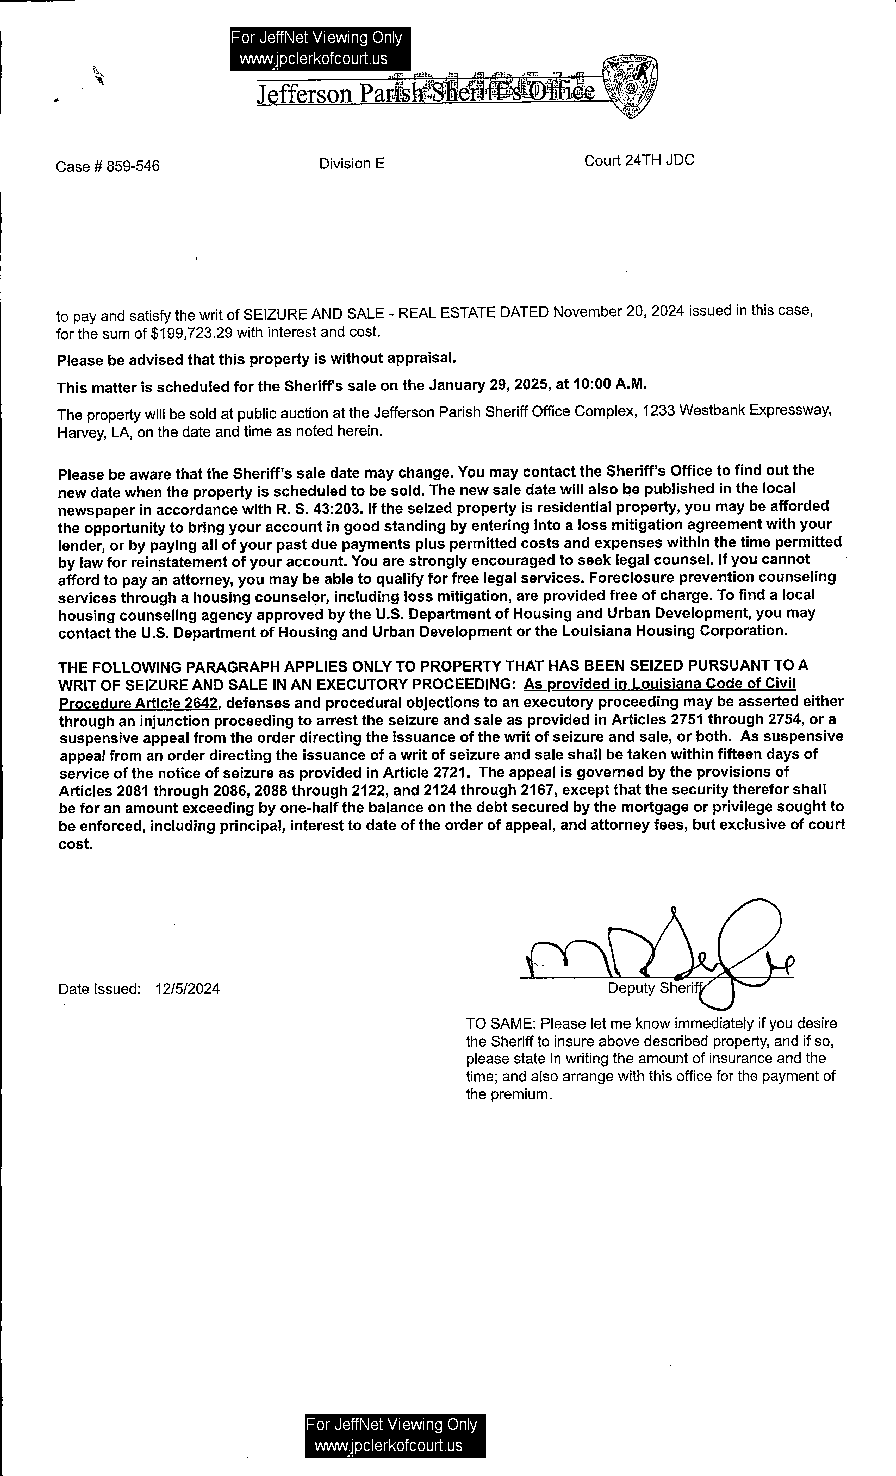 For JeffNet Viewing Only
www.jpclerkofcourt.us
Jefferson Parish Sheriff's Office
Case # 859-546 Division E Court 24TH JDC
to pay and satisfy the writ of SEIZURE AND SALE - REAL ESTATE DATED November 20, 2024 issued in this case,
for the sum of $199,723.29 with interest and cost.
Please be advised that this property is without appraisal.
This matter is scheduled for the Sheriff's sale on the January 29, 2025, at 10:00 A.M.
The property will be sold at public auction at the Jefferson Parish Sheriff Office Complex, 1233 Westbank Expressway,
Harvey, LA, on the date and time as noted herein.
Please be aware that the Sheriff's sale date may change. You may contact the Sheriff's Office to find out the
new date when the property is scheduled to be sold. The new sale date will also be published in the local
newspaper in accordance with R. S. 43:203. If the seized property is residential property, you may be afforded
the opportunity to bring your account in good standing by entering into a loss mitigation agreement with your
lender, or by paying all of your past due payments plus permitted costs and expenses within the time permitted
by law for reinstatement of your account. You are strongly encouraged to seek legal counsel. If you cannot
afford to pay an attorney, you may be able to qualify for free legal services. Foreclosure prevention counseling
services through a housing counselor, including loss mitigation, are provided free of charge. To find a local
housing counseling agency approved by the U.S. Department of Housing and Urban Development, you may
contact the U.S. Department of Housing and Urban Development or the Louisiana Housing Corporation.
THE FOLLOWING PARAGRAPH APPLIES ONLY TO PROPERTY THAT HAS BEEN SEIZED PURSUANT TO A
WRIT OF SEIZURE AND SALE IN AN EXECUTORY PROCEEDING: As provided in Louisiana Code of Civil
Procedure Article 2642, defenses and procedural objections to an executory proceeding may be asserted either
through an injunction proceeding to arrest the seizure and sale as provided in Articles 2751 through 2754, or a
suspensive appeal from the order directing the issuance of the writ of seizure and sale, or both. As suspensive
appeal from an order directing the issuance of a writ of seizure and sale shall be taken within fifteen days of
service of the notice of seizure as provided in Article 2721. The appeal is governed by the provisions of
Articles 2081 through 2086, 2088 through 2122, and 2124 through 2167, except that the security therefor shall
be for an amount exceeding by one-half the balance on the debt secured by the mortgage or privilege sought to
be enforced, including principal, interest to date of the order of appeal, and attorney fees, but exclusive of court
cost.
Date Issued: 12/5/2024
Deputy Sheriff
TO SAME: Please let me know immediately if you desire
the Sheriff to insure above described property, and if so,
please state in writing the amount of insurance and the
time; and also arrange with this office for the payment of
the premium.
For JeffNet Viewing Only
www.jpclerkofcourt.us